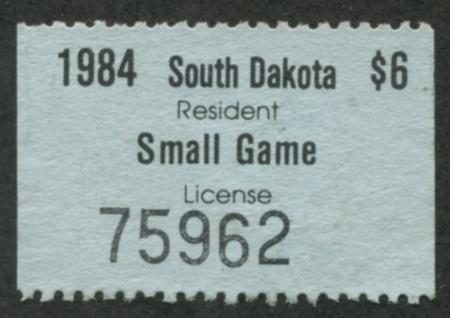 1984 South Dakota $6
Resident
Small Game
License
75962